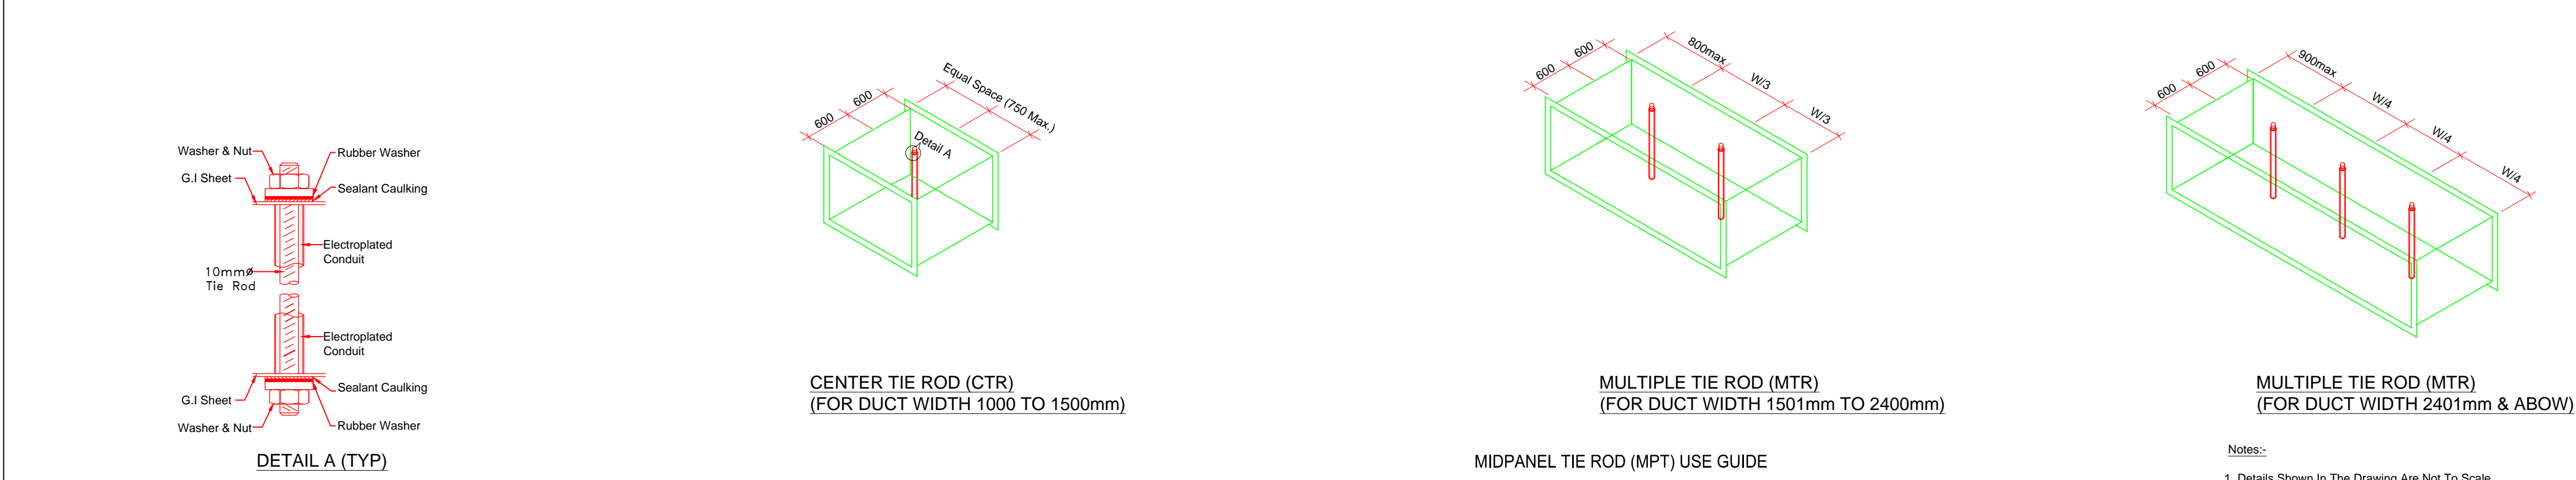 Washer & Nut
Rubber Washer
G.I Sheet
Sealant Caulking
Electroplated
Conduit
10mmø
Tie Rod
Electroplated
Conduit
Sealant Caulking
G.I Sheet
Washer & Nut
Rubber Washer
DETAIL A (TYP)
600
600
Equal Space (750 Max.)
Detail A
CENTER TIE ROD (CTR)
(FOR DUCT WIDTH 1000 TO 1500mm)
600
600
800max
W/3
W/3
MULTIPLE TIE ROD (MTR)
(FOR DUCT WIDTH 1501mm TO 2400mm)
MIDPANEL TIE ROD (MPT) USE GUIDE
600
600
900max
W/4
W/4
W/4
MULTIPLE TIE ROD (MTR)
(FOR DUCT WIDTH 2401mm & ABOW)
Notes:-
1. Details Shown In The Drawing Are Not To Scale